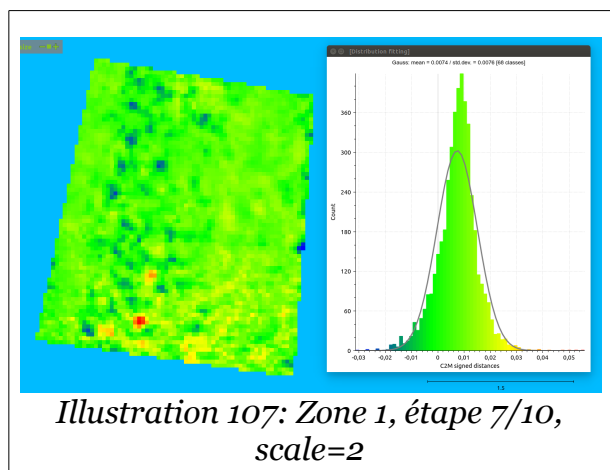 [Distribution fitting]
Gauss: mean = 0.0074 / std.dev. = 0.0076 [68 classes]
360
300
240
180
120
60
0
Count
-0,03 -0,02 -0,01 0 0,01 0,02 0,03 0,04 0,05
C2M signed distances
1.5
Illustration 107: Zone 1, étape 7/10,
scale=2